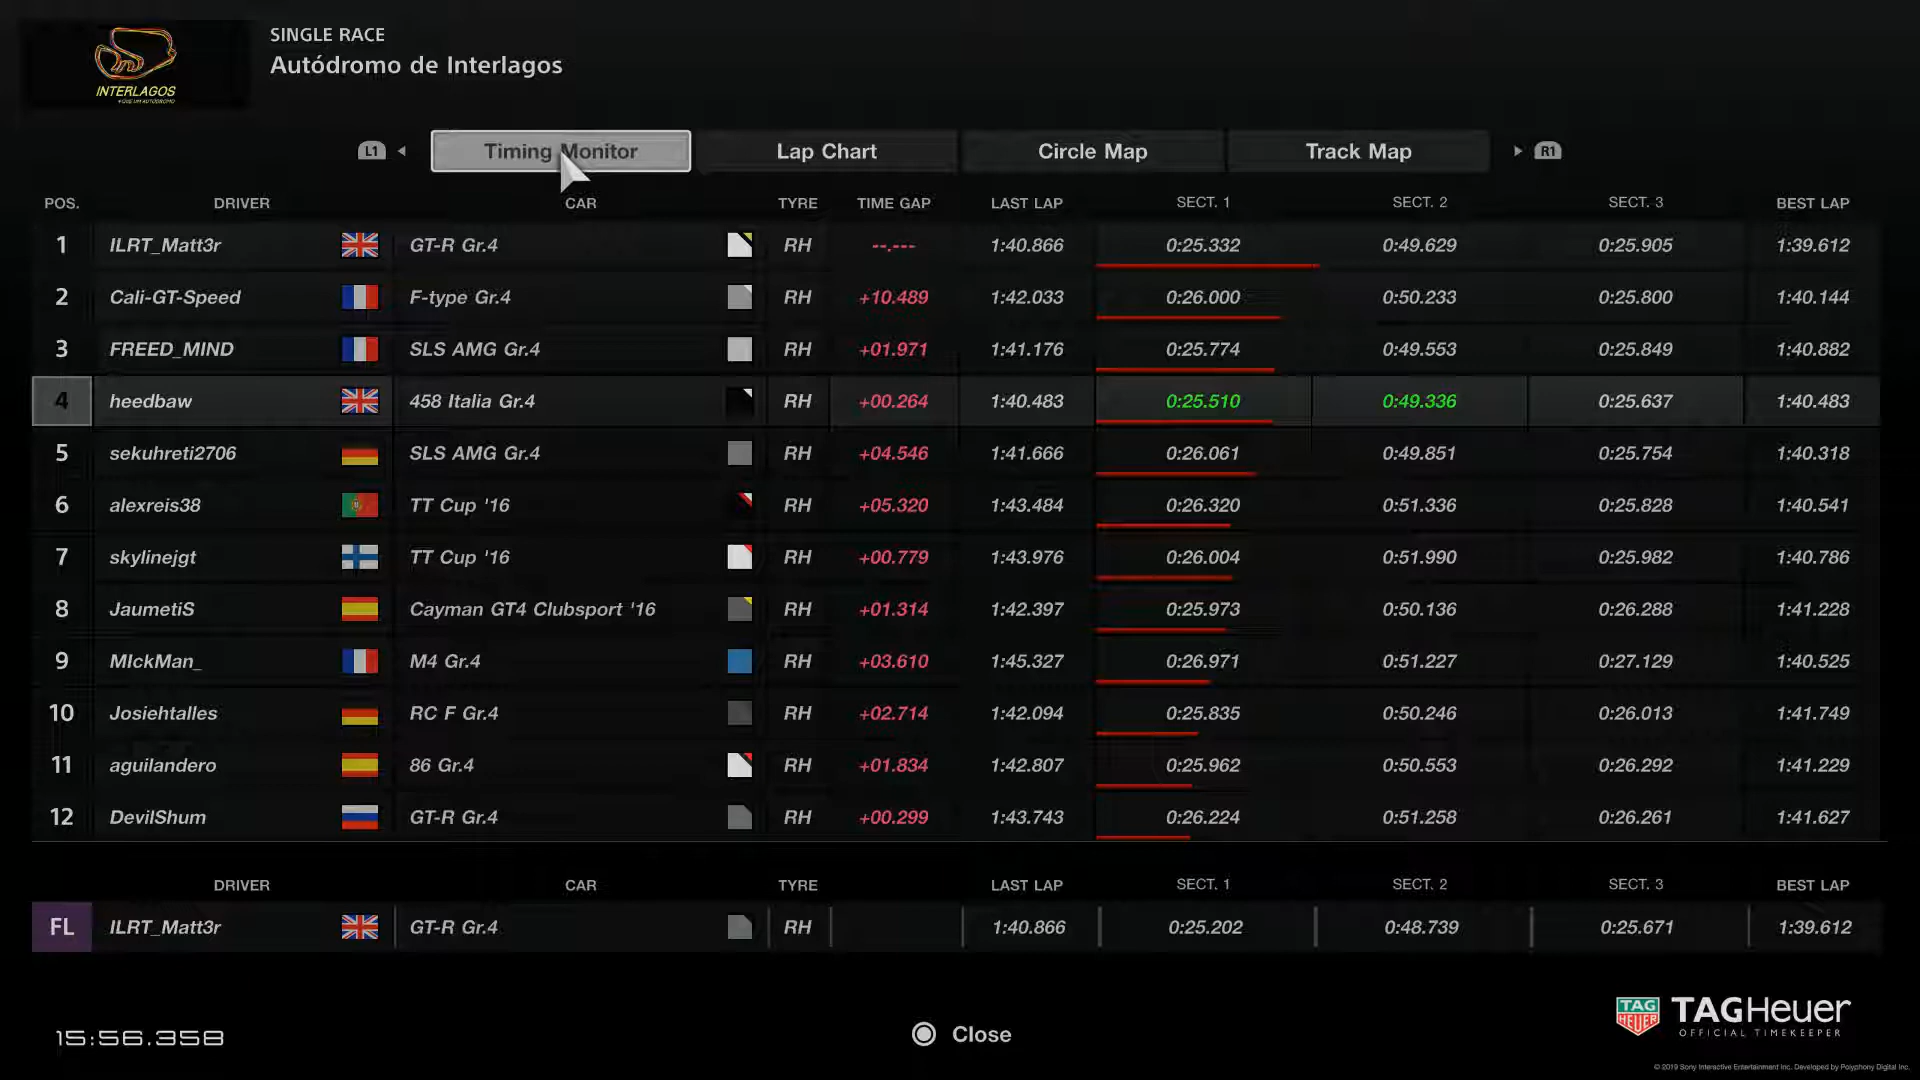 SINGLE RACE
Autódromo de Interlagos
INTERLAGOS
L1 Timing Monitor Lap Chart Circle Map Track Map R1
POS. DRIVER CAR TYRE TIME GAP LAST LAP SECT. 1 SECT. 2 SECT. 3 BEST LAP
1 ILRT_Matt3r GT-R Gr.4 RH --.--- 1:40.866 0:25.332 0:49.629 0:25.905 1:39.612
2 Cali-GT-Speed F-type Gr.4 RH +10.489 1:42.033 0:26.000 0:50.233 0:25.800 1:40.144
3 FREED_MIND SLS AMG Gr.4 RH +01.971 1:41.176 0:25.774 0:49.553 0:25.849 1:40.882
4 heedbaw 458 Italia Gr.4 RH +00.264 1:40.483 0:25.510 0:49.336 0:25.637 1:40.483
5 sekuhreti2706 SLS AMG Gr.4 RH +04.546 1:41.666 0:26.061 0:49.851 0:25.754 1:40.318
6 alexreis38 TT Cup '16 RH +05.320 1:43.484 0:26.320 0:51.336 0:25.828 1:40.541
7 skylinejgt TT Cup '16 RH +00.779 1:43.976 0:26.004 0:51.990 0:25.982 1:40.786
8 JaumetiS Cayman GT4 Clubsport '16 RH +01.314 1:42.397 0:25.973 0:50.136 0:26.288 1:41.228
9 MIckMan_ M4 Gr.4 RH +03.610 1:45.327 0:26.971 0:51.227 0:27.129 1:40.525
10 Josiehtalles RC F Gr.4 RH +02.714 1:42.094 0:25.835 0:50.246 0:26.013 1:41.749
11 aguilandero 86 Gr.4 RH +01.834 1:42.807 0:25.962 0:50.553 0:26.292 1:41.229
12 DevilShum GT-R Gr.4 RH +00.299 1:43.743 0:26.224 0:51.258 0:26.261 1:41.627
DRIVER CAR TYRE LAST LAP SECT. 1 SECT. 2 SECT. 3 BEST LAP
FL ILRT_Matt3r GT-R Gr.4 RH 1:40.866 0:25.202 0:48.739 0:25.671 1:39.612
15:56.358
Close
TAG HEUER TAGHeuer
OFFICIAL TIMEKEEPER
© 2019 Sony Interactive Entertainment Inc. Developed by Polyphony Digital Inc.